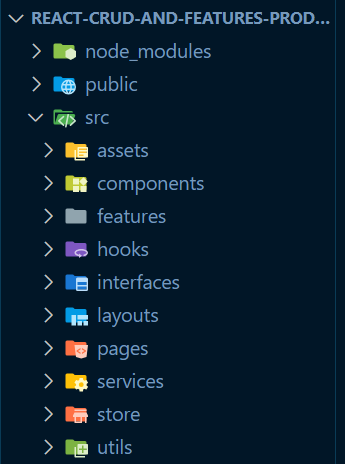 REACT-CRUD-AND-FEATURES-PROD...
node_modules
public
src
assets
components
features
hooks
interfaces
layouts
pages
services
store
utils